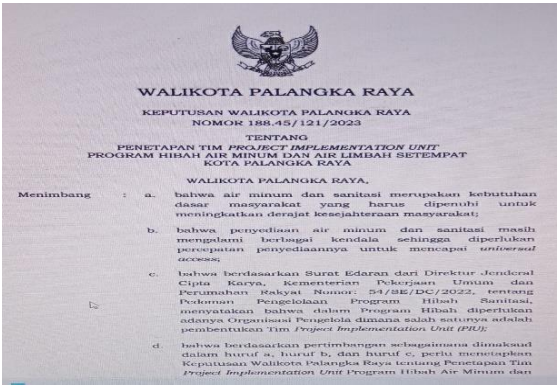 WALIKOTA PALANGKA RAYA
KEPUTUSAN WALIKOTA PALANGKA RAYA
NOMOR 188.45/121/2023
TENTANG
PENETAPAN TIM PROJECT IMPLEMENTATION UNIT
PROGRAM HIBAH AIR MINUM DAN AIR LIMBAH SETEMPAT
KOTA PALANGKA RAYA
WALIKOTA PALANGKA RAYA,
Menimbang : a. bahwa air minum dan sanitasi merupakan kebutuhan
dasar masyarakat yang harus dipenuhi untuk
meningkatkan derajat kesejahteraan masyarakat;
b. bahwa penyediaan air minum dan sanitasi masih
mengalami berbagai kendala sehingga diperlukan
percepatan penyediaannya untuk mencapai universal
access;
c. bahwa berdasarkan Surat Edaran dari Direktur Jenderal
Cipta Karya, Kementerian Pekerjaan Umum dan
Perumahan Rakyat Nomor: 54/SE/DC/2022, tentang
Pedoman Pengelolaan Program Hibah Sanitasi,
menyatakan bahwa dalam Program Hibah diperlukan
adanya Organisasi Pengelola dimana salah satunya adalah
pembentukan Tim Project Implementation Unit (PIU);
d. bahwa berdasarkan pertimbangan sebagaimana dimaksud
dalam huruf a, huruf b, dan huruf c, perlu menetapkan
Keputusan Walikota Palangka Raya tentang Penetapan Tim
Project Implementation Unit Program Hibah Air Minum dan